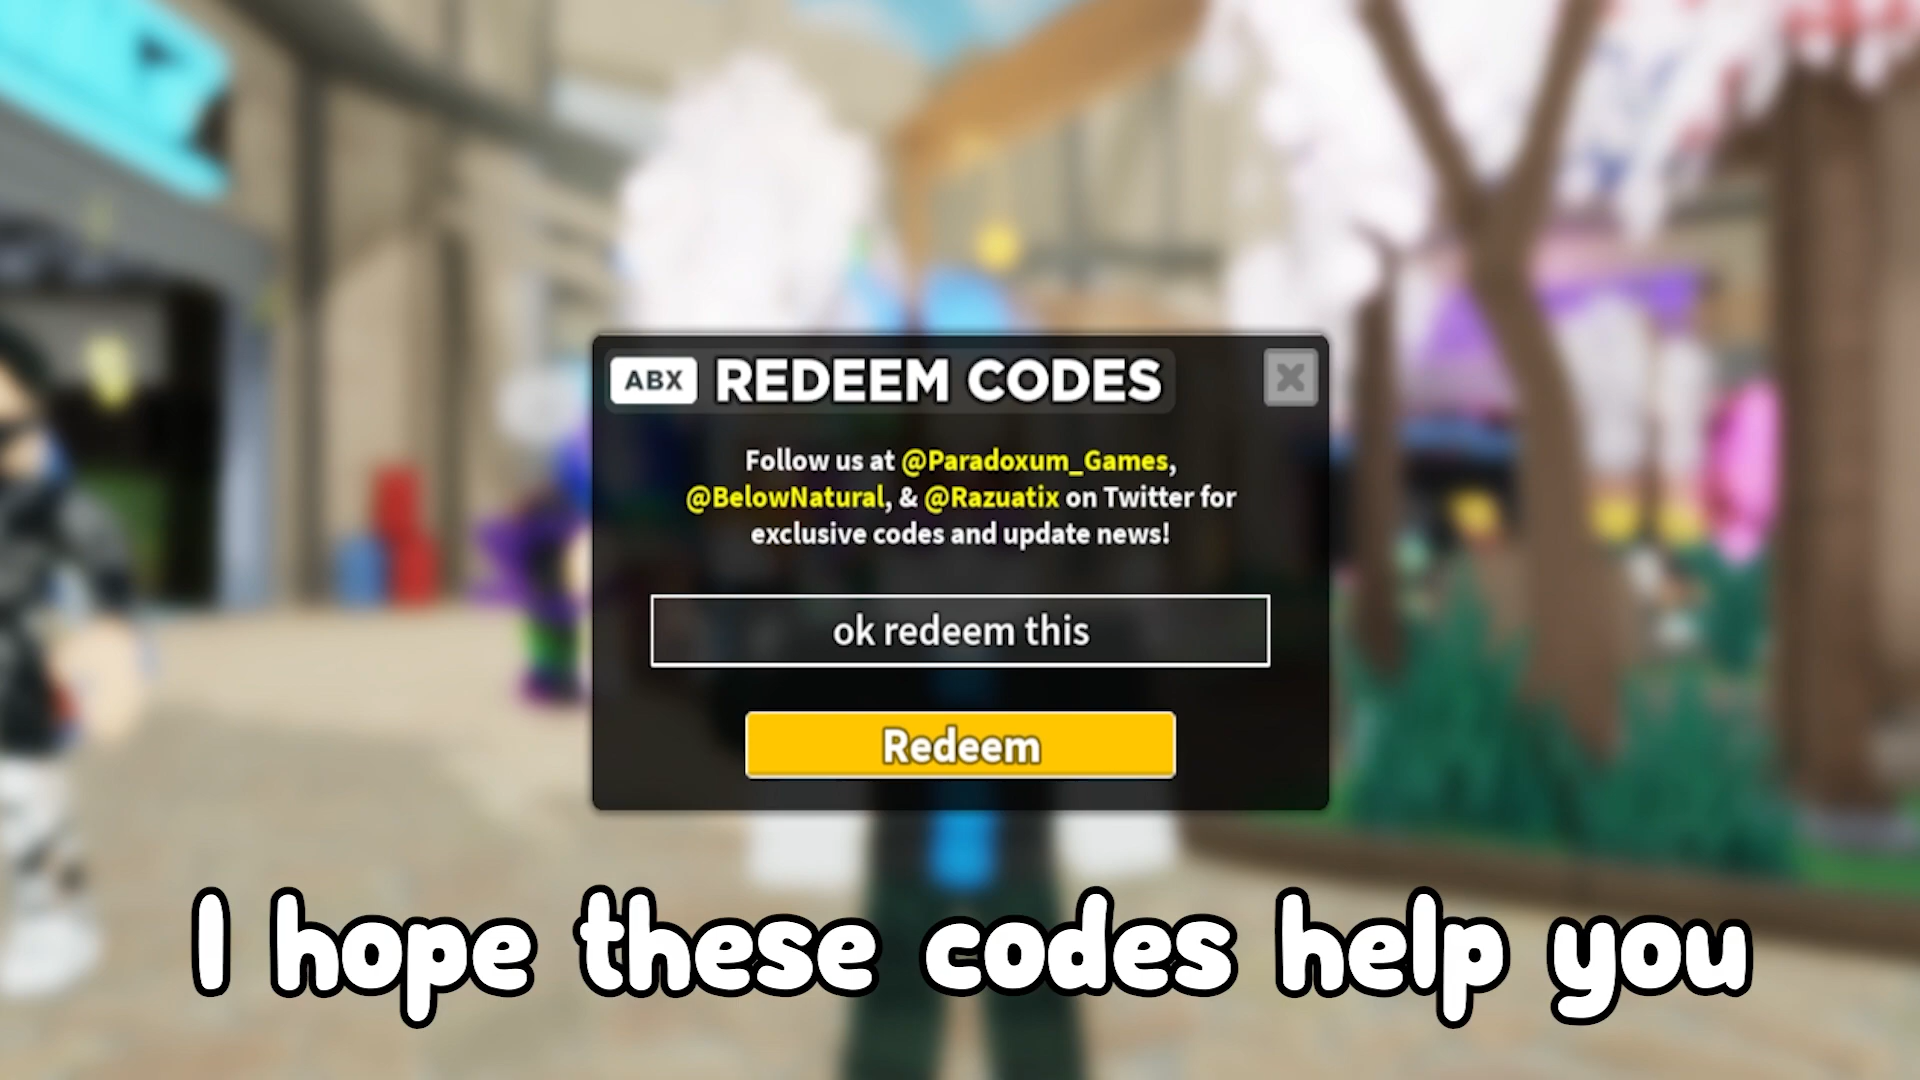 ABX REDEEM CODES
X
Follow us at @Paradoxum_Games,
@BelowNatural, & @Razuatix on Twitter for
exclusive codes and update news!
ok redeem this
Redeem
I hope these codes help you